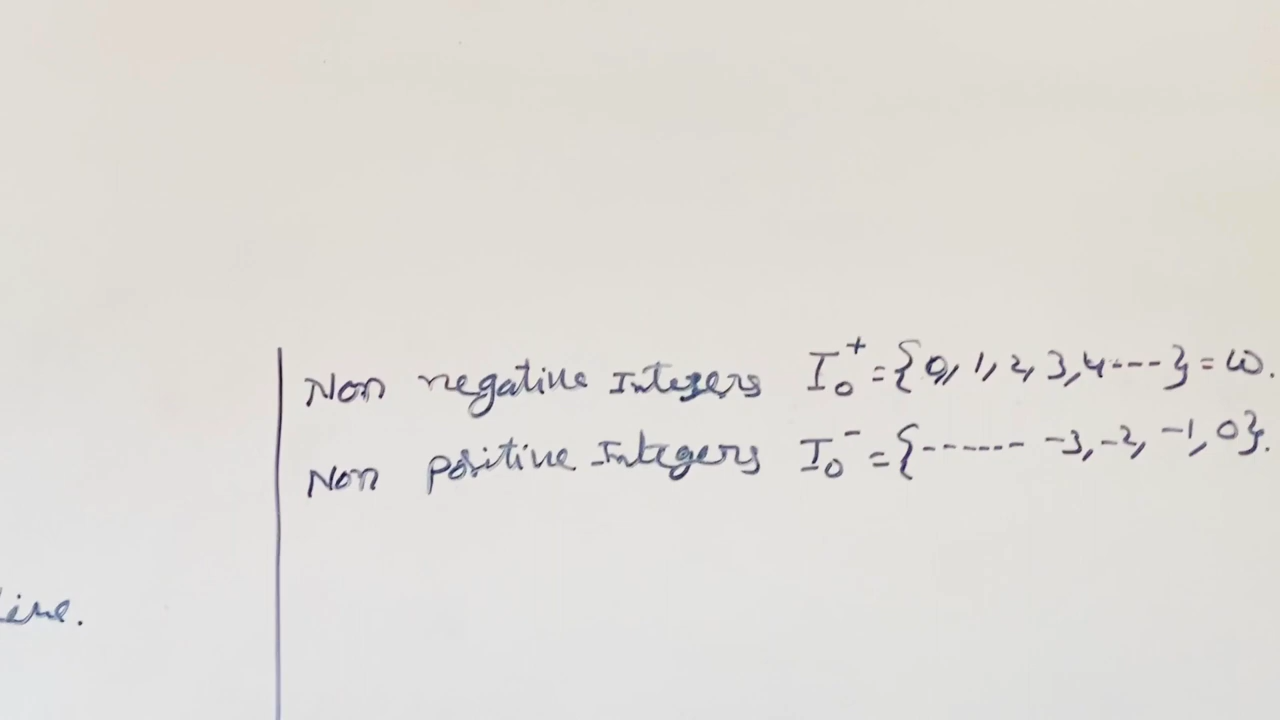 Non negative Integers I₀⁺ = {0, 1, 2, 3, 4 ---- } = ω.
Non positive Integers I₀⁻ = {------ -3, -2, -1, 0}.